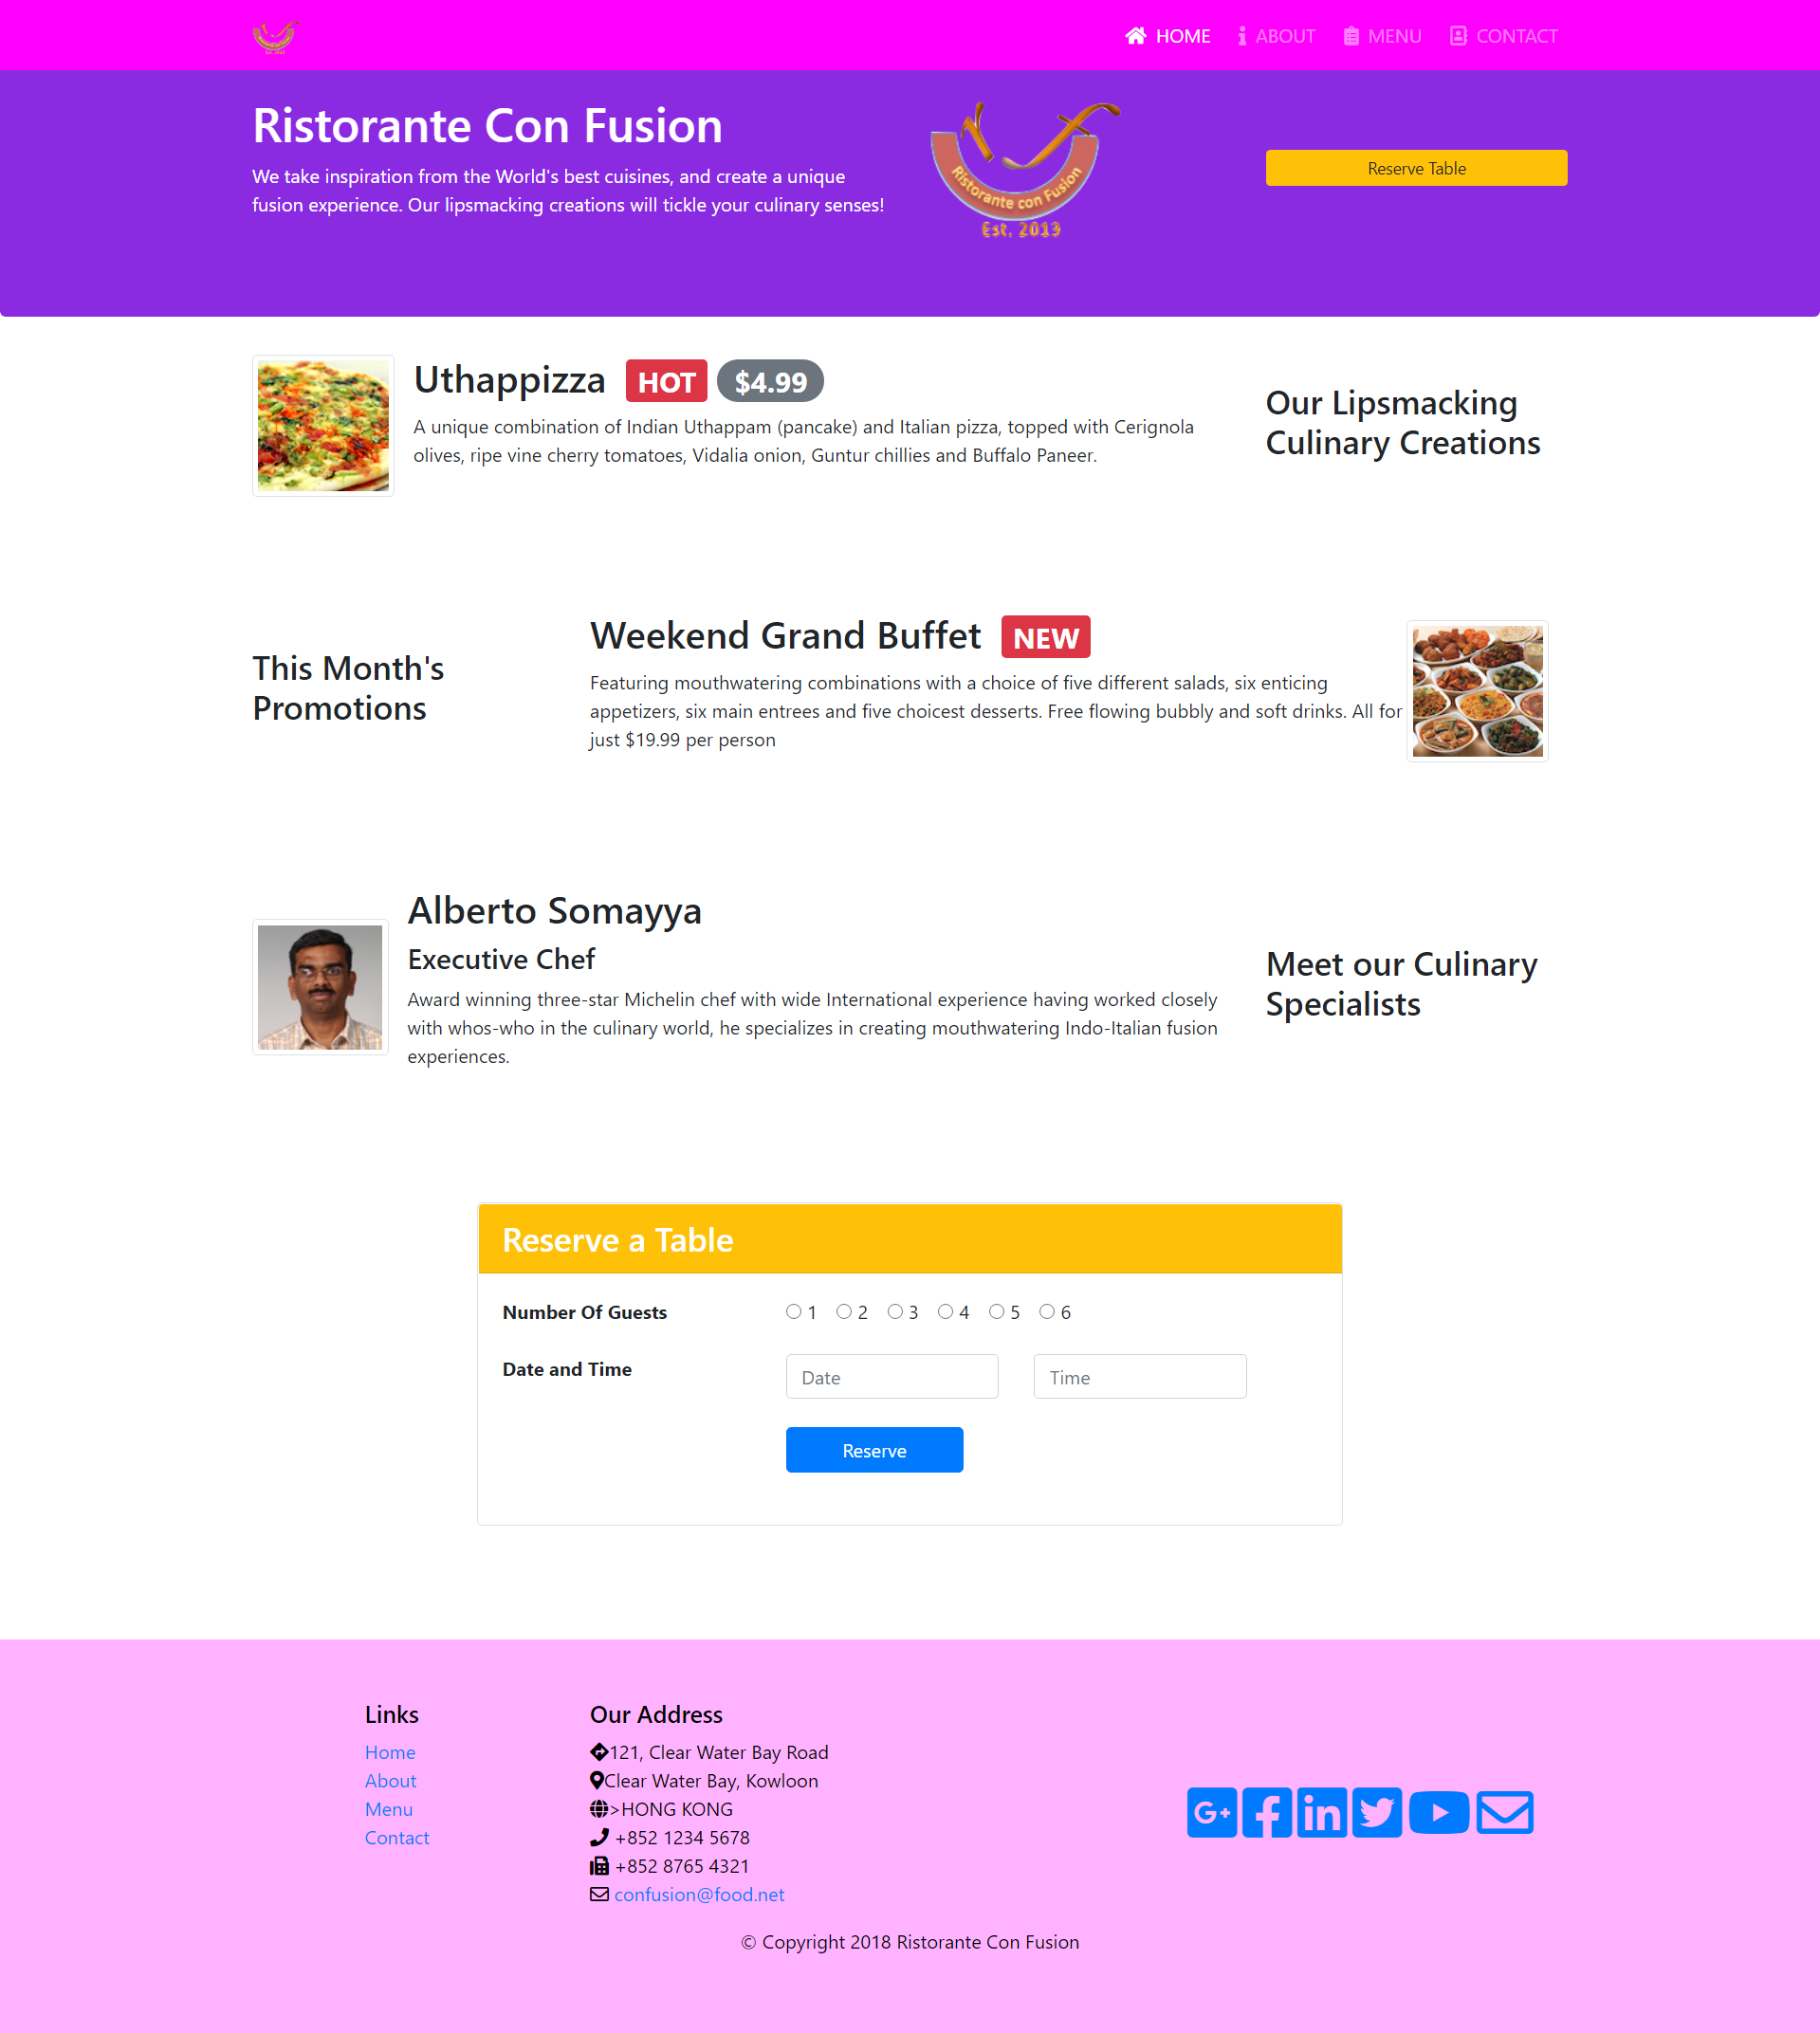 HOME ABOUT MENU CONTACT
Ristorante Con Fusion
We take inspiration from the World's best cuisines, and create a unique
fusion experience. Our lipsmacking creations will tickle your culinary senses!
Ristorante con Fusion
Est. 2013
Reserve Table
Uthappizza HOT $4.99
A unique combination of Indian Uthappam (pancake) and Italian pizza, topped with Cerignola
olives, ripe vine cherry tomatoes, Vidalia onion, Guntur chillies and Buffalo Paneer.
Our Lipsmacking
Culinary Creations
This Month's
Promotions
Weekend Grand Buffet NEW
Featuring mouthwatering combinations with a choice of five different salads, six enticing
appetizers, six main entrees and five choicest desserts. Free flowing bubbly and soft drinks. All for
just $19.99 per person
Alberto Somayya
Executive Chef
Award winning three-star Michelin chef with wide International experience having worked closely
with whos-who in the culinary world, he specializes in creating mouthwatering Indo-Italian fusion
experiences.
Meet our Culinary
Specialists
Reserve a Table
Number Of Guests 1 2 3 4 5 6
Date and Time Date Time
Reserve
Links
Home
About
Menu
Contact
Our Address
121, Clear Water Bay Road
Clear Water Bay, Kowloon
>HONG KONG
+852 1234 5678
+852 8765 4321
confusion@food.net
© Copyright 2018 Ristorante Con Fusion